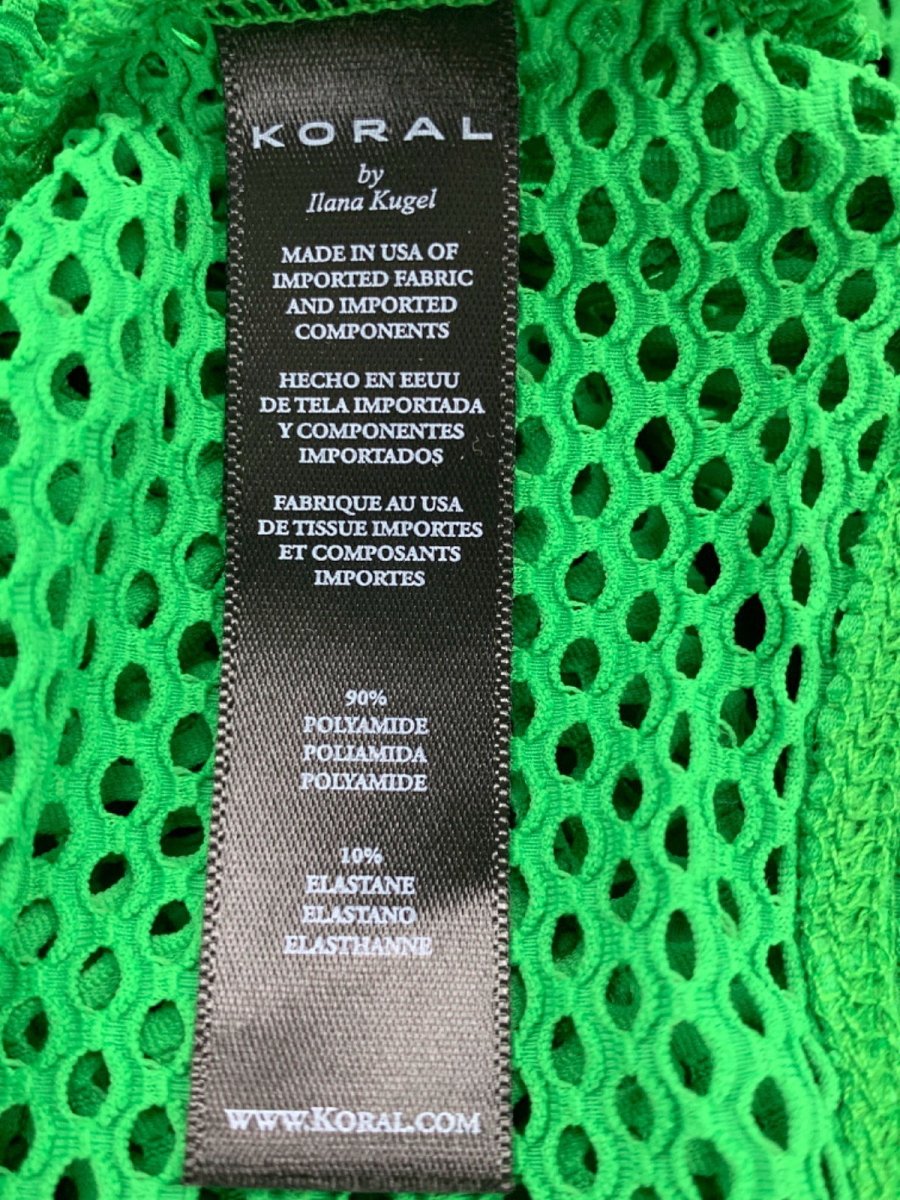 KORAL
by
Ilana Kugel
MADE IN USA OF
IMPORTED FABRIC
AND IMPORTED
COMPONENTS
HECHO EN EEUU
DE TELA IMPORTADA
Y COMPONENTES
IMPORTADOS
FABRIQUE AU USA
DE TISSUE IMPORTES
ET COMPOSANTS
IMPORTES
90%
POLYAMIDE
POLIAMIDA
POLYAMIDE
10%
ELASTANE
ELASTANO
ELASTHANNE
WWW.KORAL.COM